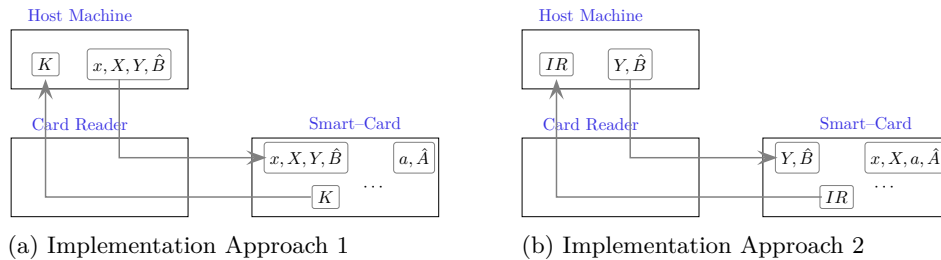 Host Machine
K
x, X, Y, B̂
Card Reader
Smart–Card
x, X, Y, B̂
a, Â
...
K
(a) Implementation Approach 1
Host Machine
IR
Y, B̂
Card Reader
Smart–Card
Y, B̂
x, X, a, Â
...
IR
(b) Implementation Approach 2